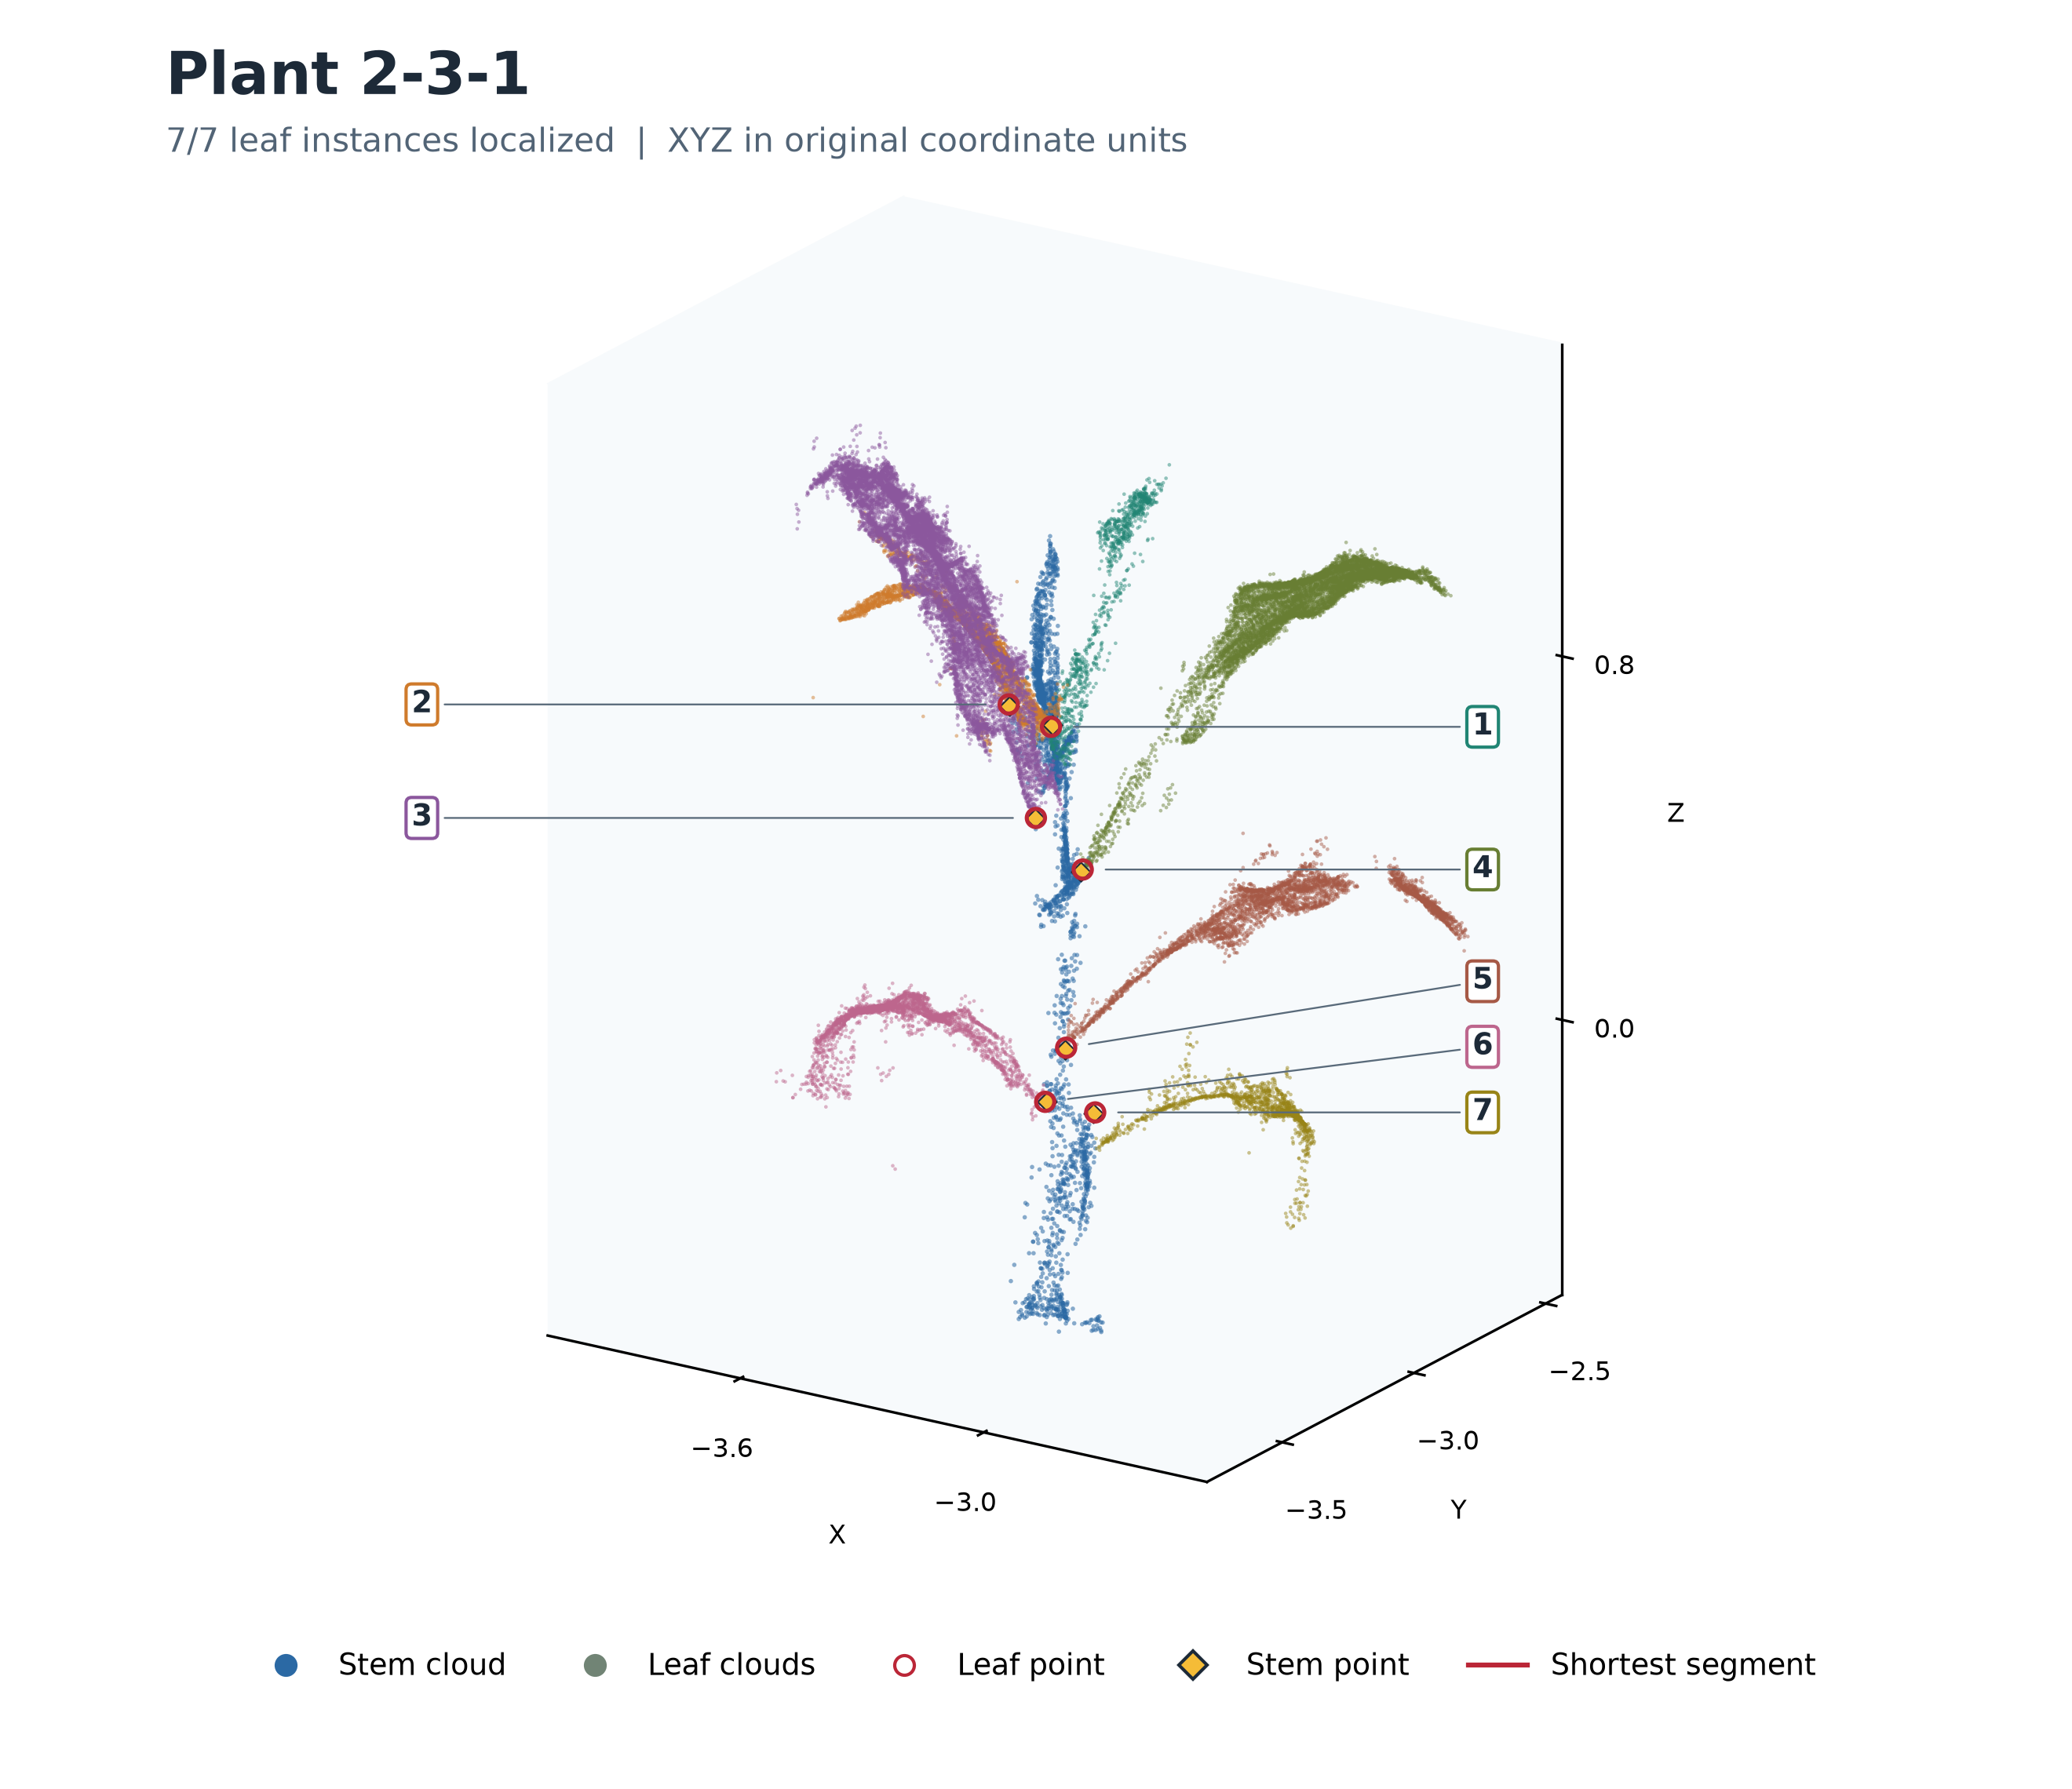 Plant 2-3-1
7/7 leaf instances localized | XYZ in original coordinate units
2
1
3
4
5
6
7
0.8
Z
0.0
−2.5
−3.0
−3.5
Y
−3.6
−3.0
X
Stem cloud
Leaf clouds
Leaf point
Stem point
Shortest segment